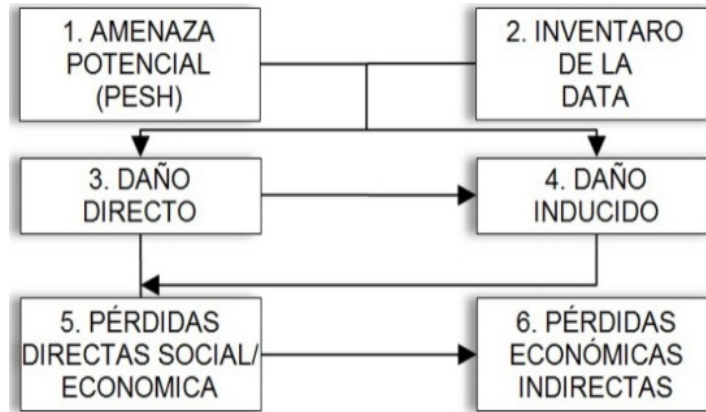 1. AMENAZA
POTENCIAL
(PESH)
2. INVENTARO
DE LA
DATA
3. DAÑO
DIRECTO
4. DAÑO
INDUCIDO
5. PÉRDIDAS
DIRECTAS SOCIAL/
ECONOMICA
6. PÉRDIDAS
ECONÓMICAS
INDIRECTAS